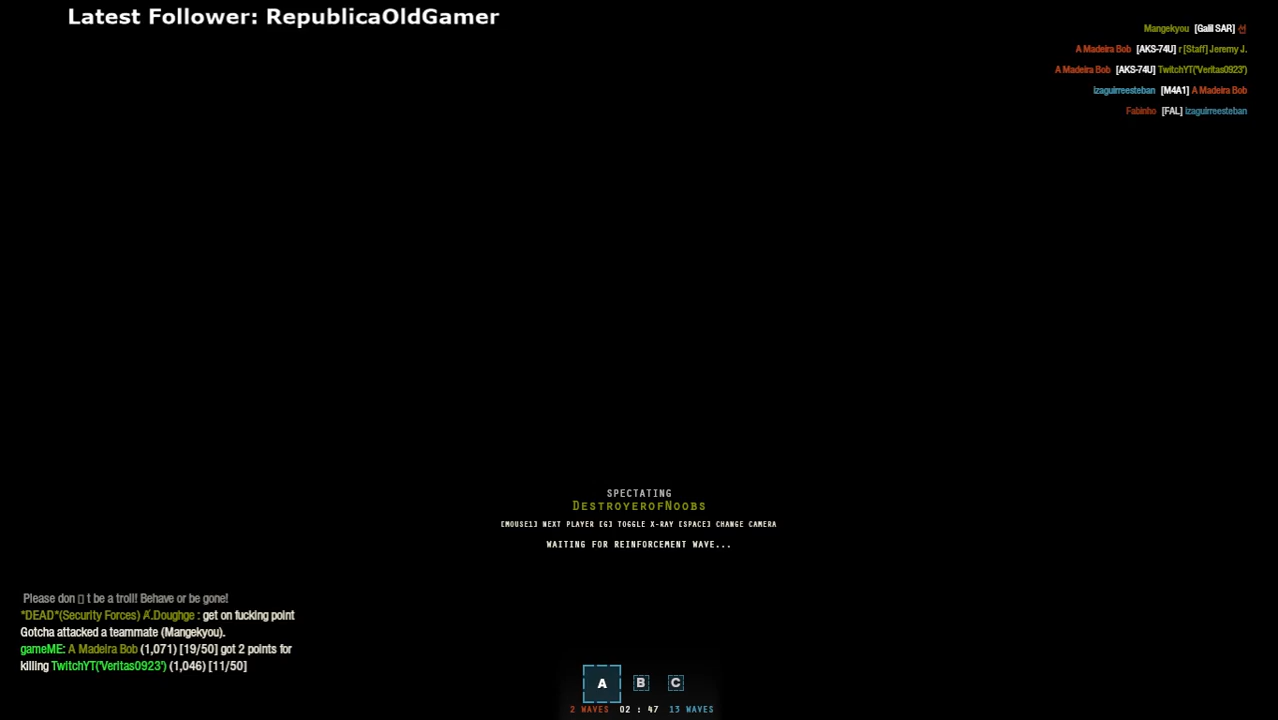 Latest Follower: RepublicaOldGamer
Mangekyou [Galil SAR] 선
A Madeira Bob [AKS-74U] r [Staff] Jeremy J.
A Madeira Bob [AKS-74U] TwitchYT('Veritas0923')
izaguirreesteban [M4A1] A Madeira Bob
Fabinho [FAL] izaguirreesteban
SPECTATING
DESTROYEROFNOOBS
[MOUSE1] NEXT PLAYER [G] TOGGLE X-RAY [SPACE] CHANGE CAMERA
WAITING FOR REINFORCEMENT WAVE...
Please don ▯ t be a troll! Behave or be gone!
*DEAD*(Security Forces) Á.Doughge : get on fucking point
Gotcha attacked a teammate (Mangekyou).
gameME: A Madeira Bob (1,071) [19/50] got 2 points for
killing TwitchYT('Veritas0923') (1,046) [11/50]
A B C
2 WAVES 02 : 47 13 WAVES